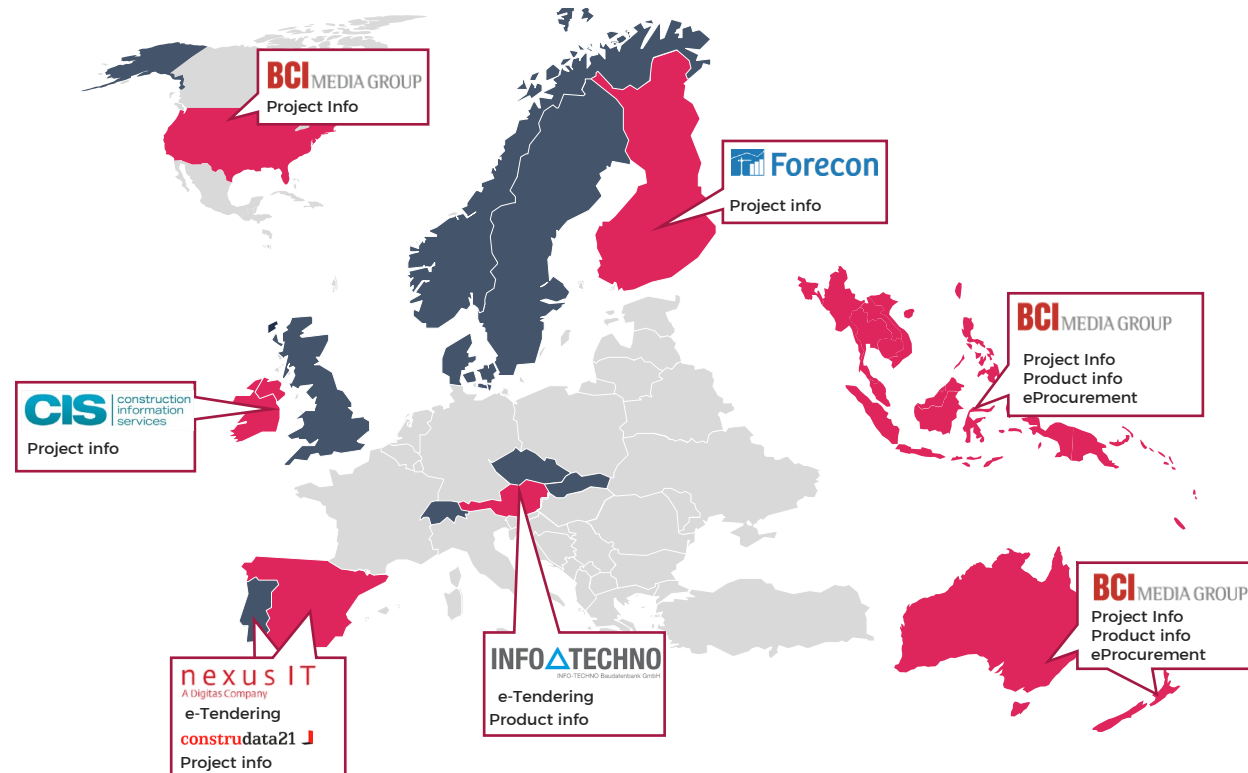 BCI MEDIA GROUP
Project Info
Forecon
Project info
BCI MEDIA GROUP
Project Info
Product info
eProcurement
CIS construction
information
services
Project info
BCI MEDIA GROUP
Project Info
Product info
eProcurement
nexus IT
A Digitas Company
e-Tendering
construdata21
Project info
INFO TECHNO
INFO-TECHNO Baudatenbank GmbH
e-Tendering
Product info